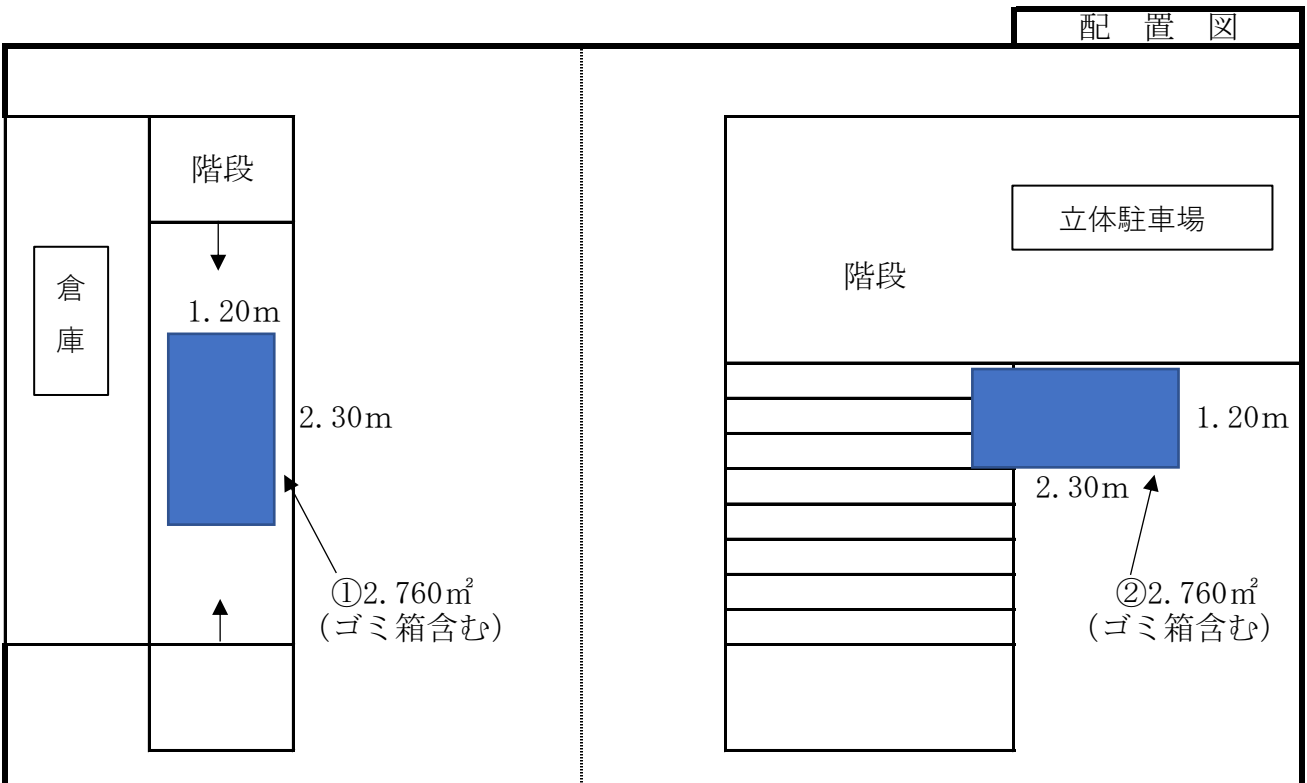 配　置　図
階段
倉
庫
1.20m
2.30m
①2.760㎡
(ゴミ箱含む)
立体駐車場
階段
1.20m
2.30m
②2.760㎡
(ゴミ箱含む)